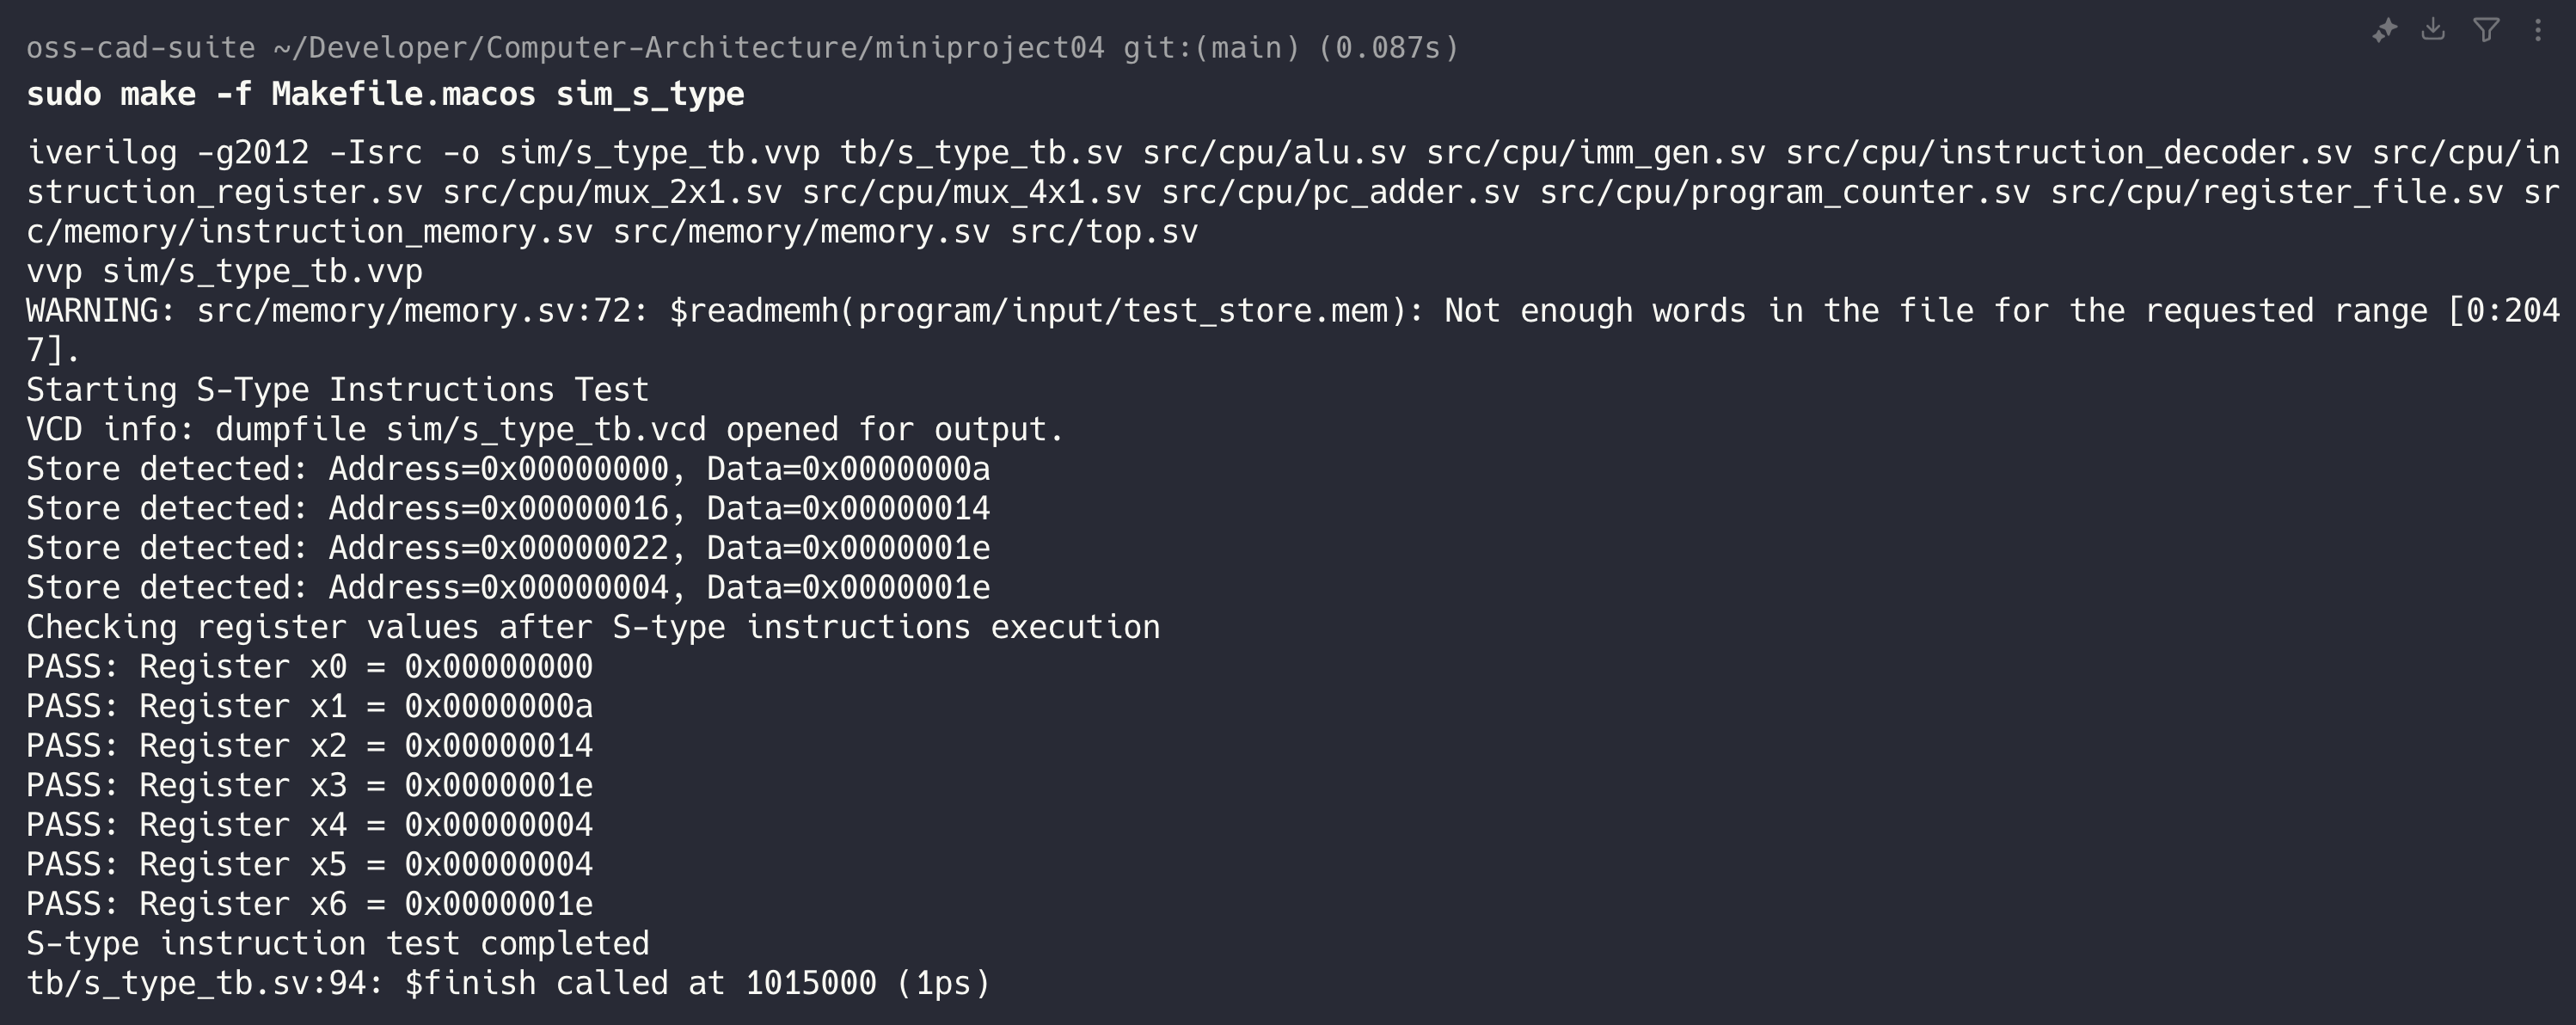 oss-cad-suite ~/Developer/Computer-Architecture/miniproject04 git:(main) (0.087s)
sudo make -f Makefile.macos sim_s_type
iverilog -g2012 -Isrc -o sim/s_type_tb.vvp tb/s_type_tb.sv src/cpu/alu.sv src/cpu/imm_gen.sv src/cpu/instruction_decoder.sv src/cpu/in
struction_register.sv src/cpu/mux_2x1.sv src/cpu/mux_4x1.sv src/cpu/pc_adder.sv src/cpu/program_counter.sv src/cpu/register_file.sv sr
c/memory/instruction_memory.sv src/memory/memory.sv src/top.sv
vvp sim/s_type_tb.vvp
WARNING: src/memory/memory.sv:72: $readmemh(program/input/test_store.mem): Not enough words in the file for the requested range [0:204
7].
Starting S-Type Instructions Test
VCD info: dumpfile sim/s_type_tb.vcd opened for output.
Store detected: Address=0x00000000, Data=0x0000000a
Store detected: Address=0x00000016, Data=0x00000014
Store detected: Address=0x00000022, Data=0x0000001e
Store detected: Address=0x00000004, Data=0x0000001e
Checking register values after S-type instructions execution
PASS: Register x0 = 0x00000000
PASS: Register x1 = 0x0000000a
PASS: Register x2 = 0x00000014
PASS: Register x3 = 0x0000001e
PASS: Register x4 = 0x00000004
PASS: Register x5 = 0x00000004
PASS: Register x6 = 0x0000001e
S-type instruction test completed
tb/s_type_tb.sv:94: $finish called at 1015000 (1ps)